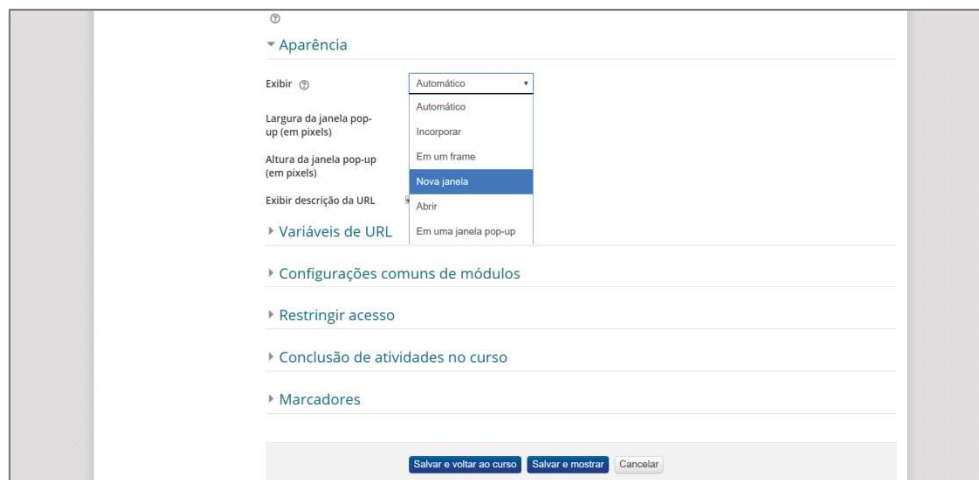 Aparência
Exibir
Automático
Automático
Incorporar
Em um frame
Nova janela
Abrir
Em uma janela pop-up
Largura da janela pop-
up (em pixels)
Altura da janela pop-up
(em pixels)
Exibir descrição da URL
Variáveis de URL
Configurações comuns de módulos
Restringir acesso
Conclusão de atividades no curso
Marcadores
Salvar e voltar ao curso
Salvar e mostrar
Cancelar